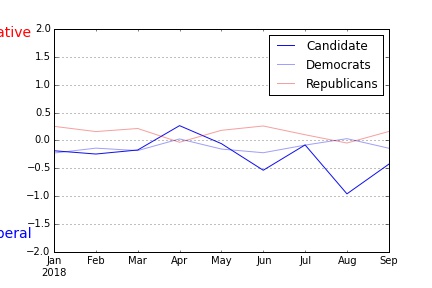 2.0
ative
1.5
1.0
0.5
0.0
−0.5
−1.0
−1.5
beral
−2.0
Candidate
Democrats
Republicans
Jan Feb Mar Apr May Jun Jul Aug Sep
2018